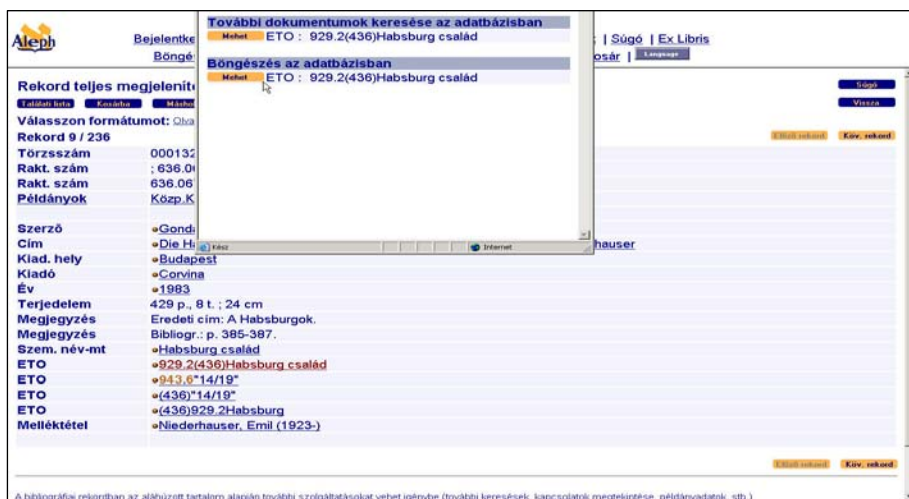 További dokumentumok keresése az adatbázisban
Mehet ETO : 929.2(436)Habsburg család
Böngészés az adatbázisban
Mehet ETO : 929.2(436)Habsburg család
Kész Internet
Aleph
Bejelentke | Súgó | Ex Libris
Böngé osár | Language
Rekord teljes megjelenít Súgó
Találati lista Kosárba Vissza
Válasszon formátumot: Olva
Rekord 9 / 236 Előző rekord Köv. rekord
Törzsszám 000132
Rakt. szám ; 636.0
Rakt. szám 636.06
Példányok Közp.K
Szerző Gond
Cím Die H hauser
Kiad. hely Budapest
Kiadó Corvina
Év 1983
Terjedelem 429 p., 8 t. ; 24 cm
Megjegyzés Eredeti cím: A Habsburgok.
Megjegyzés Bibliogr.: p. 385-387.
Szem. név-mt Habsburg család
ETO 929.2(436)Habsburg család
ETO 943.6"14/19"
ETO (436)"14/19"
ETO (436)929.2Habsburg
Melléktétel Niederhauser, Emil (1923-)
Előző rekord Köv. rekord
A bibliográfiai rekordban az aláhúzott tartalom alapján további szolgáltatásokat vehet igénybe (további keresések, kapcsolatok megtekintése, példányadatok, stb.)